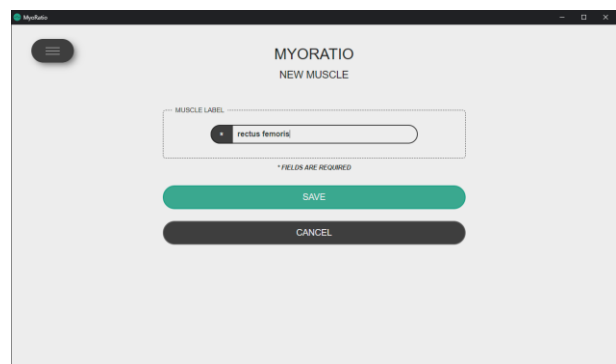 MyoRatio
MYORATIO
NEW MUSCLE
MUSCLE LABEL
* rectus femoris
* FIELDS ARE REQUIRED
SAVE
CANCEL